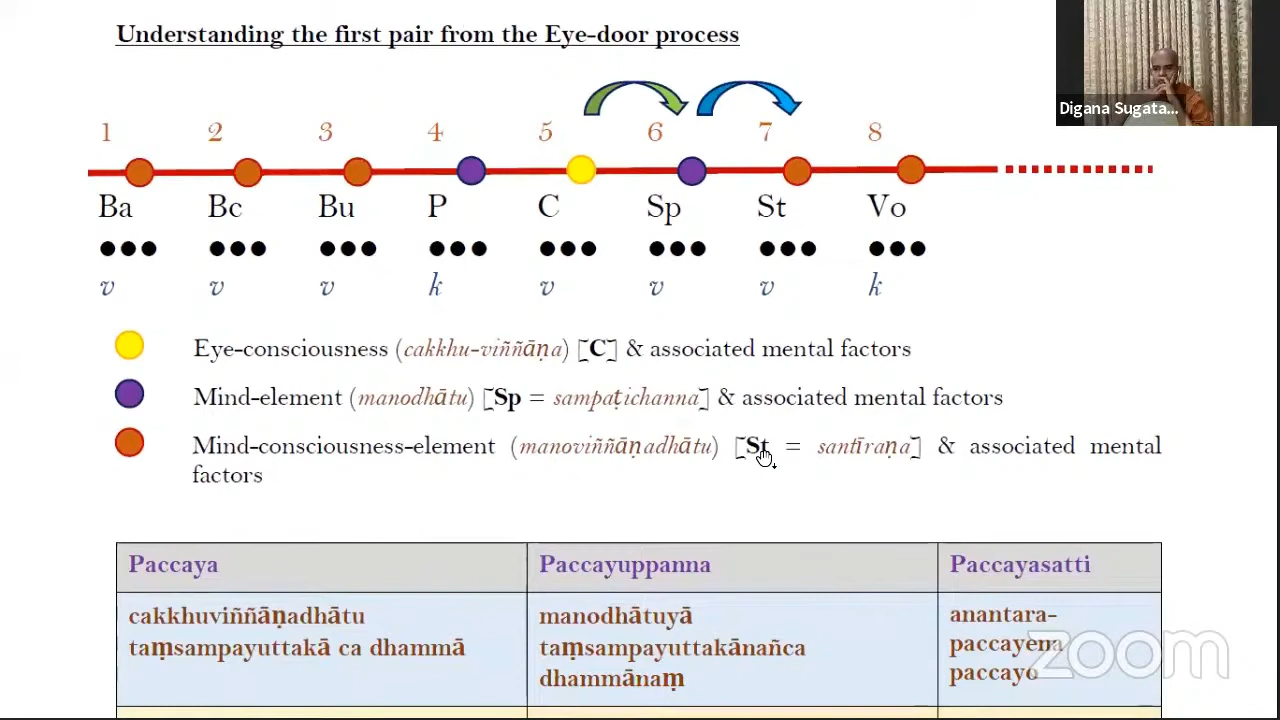 Understanding the first pair from the Eye-door process
Digana Sugata...
1 2 3 4 5 6 7 8
Ba Bc Bu P C Sp St Vo
v v v k v v v k
Eye-consciousness (cakkhu-viññāṇa) [C] & associated mental factors
Mind-element (manodhātu) [Sp = sampaṭichanna] & associated mental factors
Mind-consciousness-element (manoviññāṇadhātu) [St = santīraṇa] & associated mental
factors
Paccaya Paccayuppanna Paccayasatti
cakkhuviññāṇadhātu
taṃsampayuttakā ca dhammā
manodhātuyā
taṃsampayuttakānañca
dhammānaṃ
anantara-
paccayena
paccayo
zoom